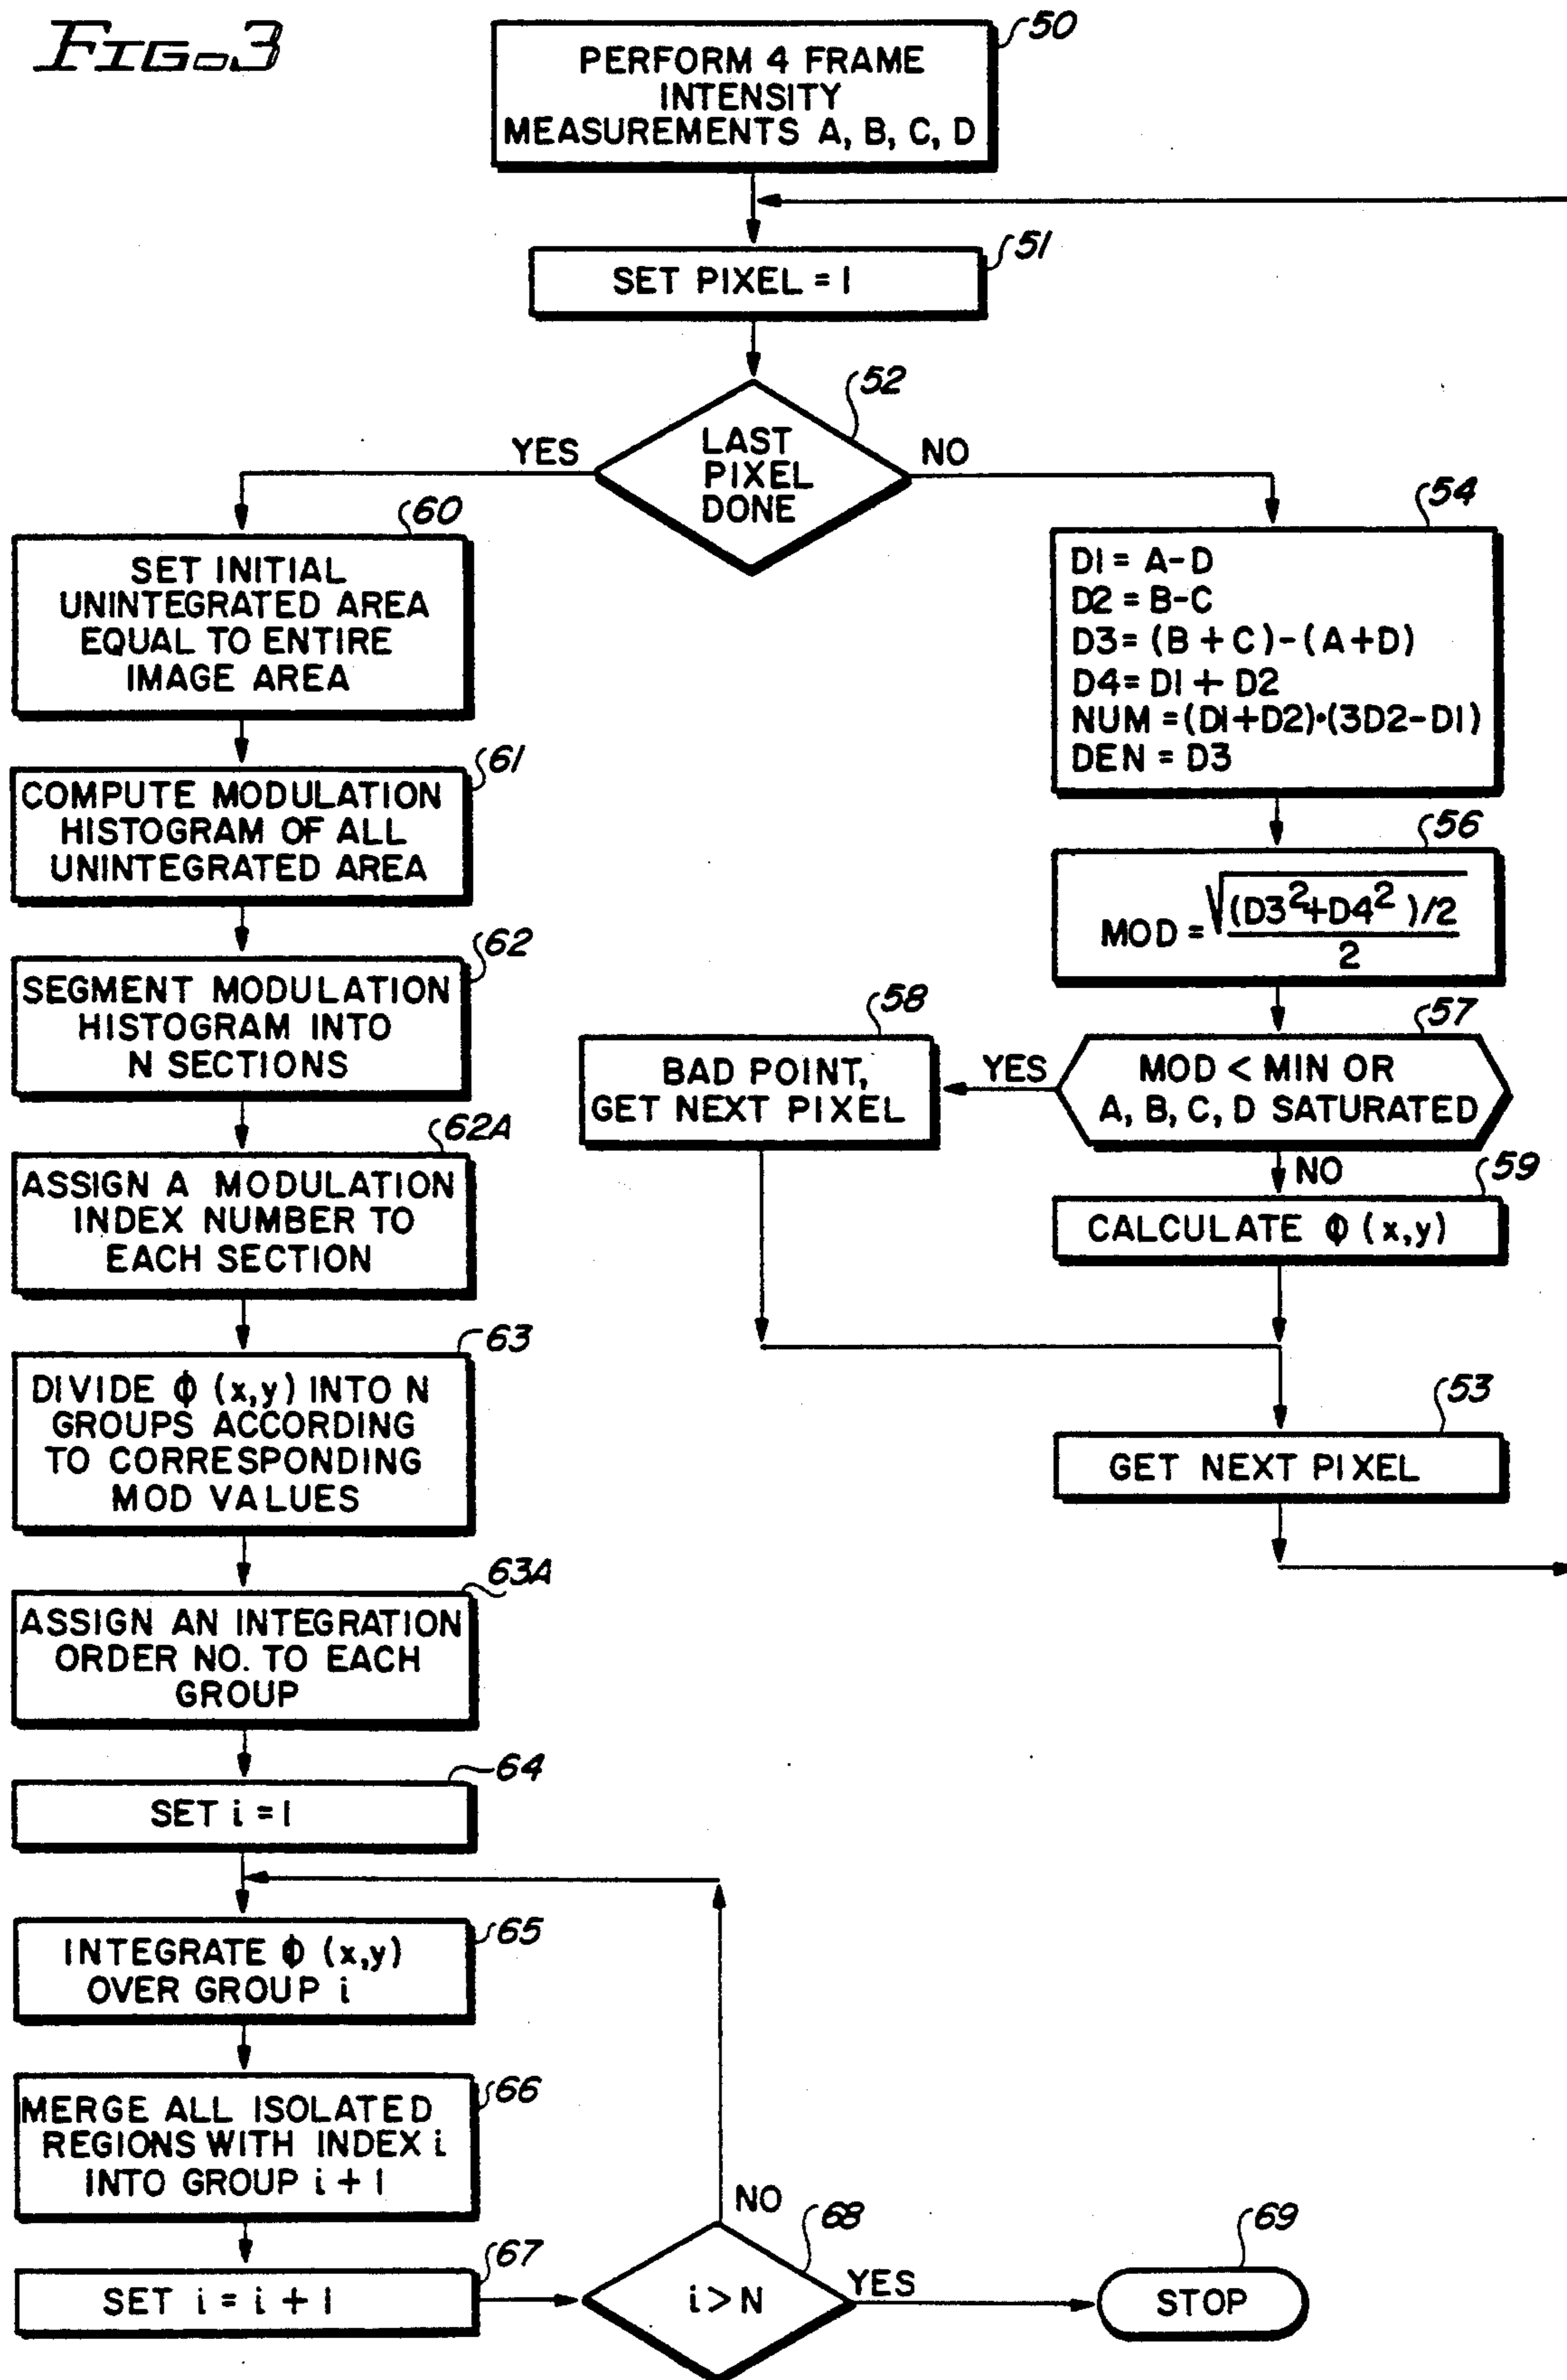 FIG. 3
50
PERFORM 4 FRAME
INTENSITY
MEASUREMENTS A, B, C, D
51
SET PIXEL = 1
52
LAST
PIXEL
DONE
YES
NO
60
SET INITIAL
UNINTEGRATED AREA
EQUAL TO ENTIRE
IMAGE AREA
61
COMPUTE MODULATION
HISTOGRAM OF ALL
UNINTEGRATED AREA
62
SEGMENT MODULATION
HISTOGRAM INTO
N SECTIONS
62A
ASSIGN A MODULATION
INDEX NUMBER TO
EACH SECTION
63
DIVIDE Φ (x,y) INTO N
GROUPS ACCORDING
TO CORRESPONDING
MOD VALUES
63A
ASSIGN AN INTEGRATION
ORDER NO. TO EACH
GROUP
64
SET i = 1
65
INTEGRATE Φ (x,y)
OVER GROUP i
66
MERGE ALL ISOLATED
REGIONS WITH INDEX i
INTO GROUP i + 1
67
SET i = i + 1
68
i > N
NO
YES
69
STOP
54
D1 = A-D
D2 = B-C
D3 = (B + C)-(A+D)
D4 = D1 + D2
NUM = (D1+D2)•(3D2-D1)
DEN = D3
56
MOD = √(D3²+D4²)/2
2
57
MOD < MIN OR
A, B, C, D SATURATED
YES
NO
58
BAD POINT,
GET NEXT PIXEL
59
CALCULATE Φ (x,y)
53
GET NEXT PIXEL